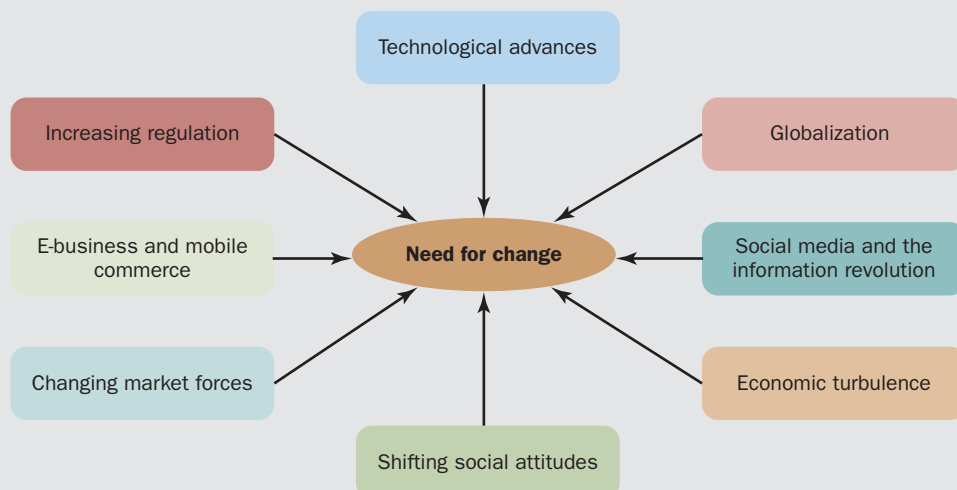 Technological advances
Increasing regulation
Globalization
E-business and mobile
commerce
Need for change
Social media and the
information revolution
Changing market forces
Economic turbulence
Shifting social attitudes